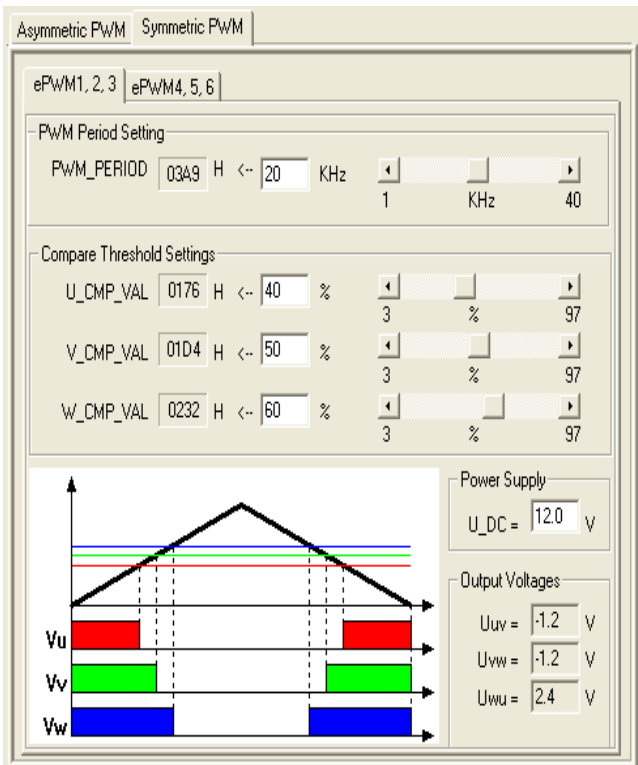 Asymmetric PWM Symmetric PWM
ePWM1, 2, 3 ePWM4, 5, 6
PWM Period Setting
PWM_PERIOD 03A9 H <-- 20 KHz
1 KHz 40
Compare Threshold Settings
U_CMP_VAL 0176 H <-- 40 %
3 % 97
V_CMP_VAL 01D4 H <-- 50 %
3 % 97
W_CMP_VAL 0232 H <-- 60 %
3 % 97
Power Supply
U_DC = 12.0 V
Output Voltages
Uuv = -1.2 V
Uvw = -1.2 V
Uwu = 2.4 V
Vu
Vv
Vw